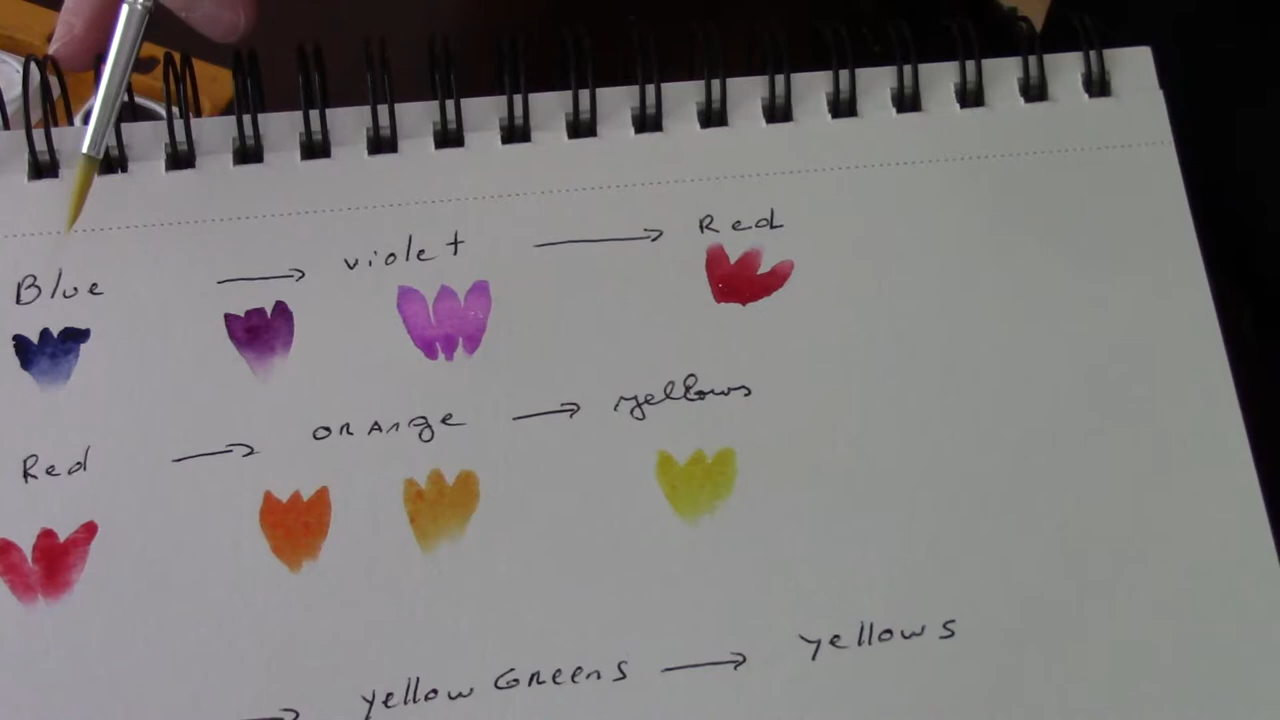 Blue → violet → Red
Red → orange → yellows
→ yellow Greens → yellows